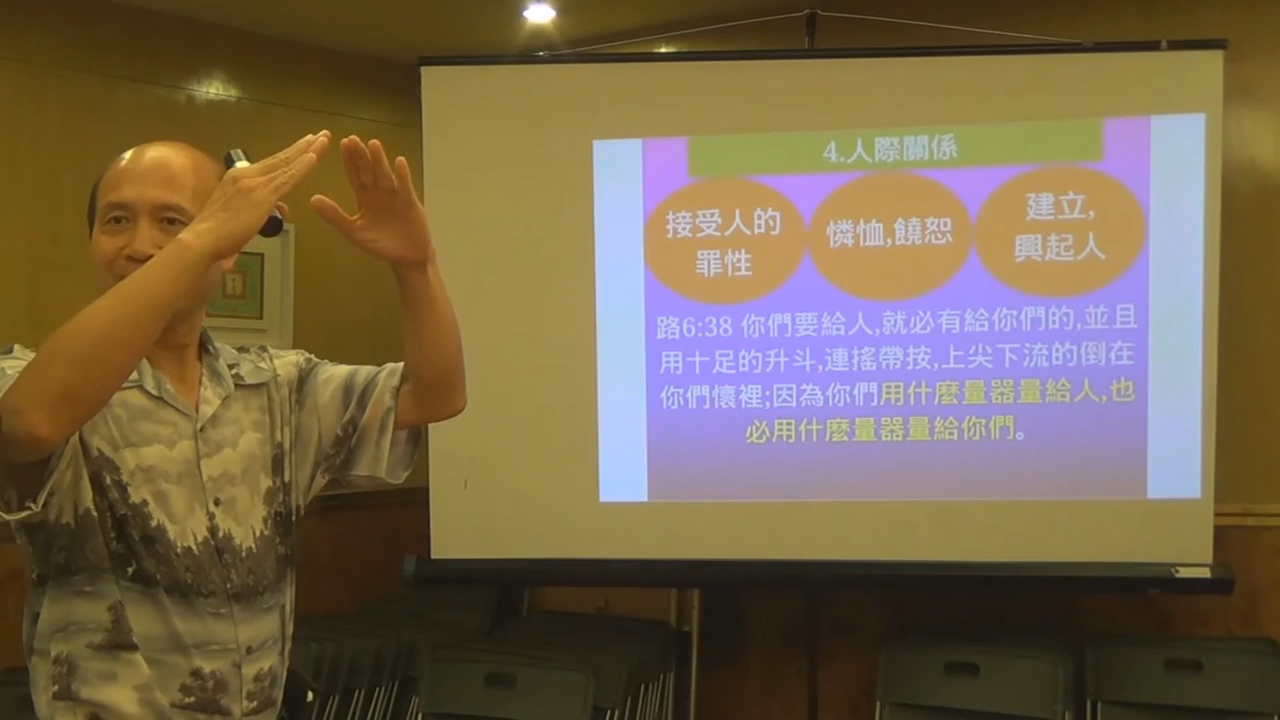 4.人際關係
接受人的
罪性
憐恤,饒恕
建立,
興起人
路6:38 你們要給人,就必有給你們的,並且
用十足的升斗,連搖帶按,上尖下流的倒在
你們懷裡;因為你們用什麼量器量給人,也
必用什麼量器量給你們。